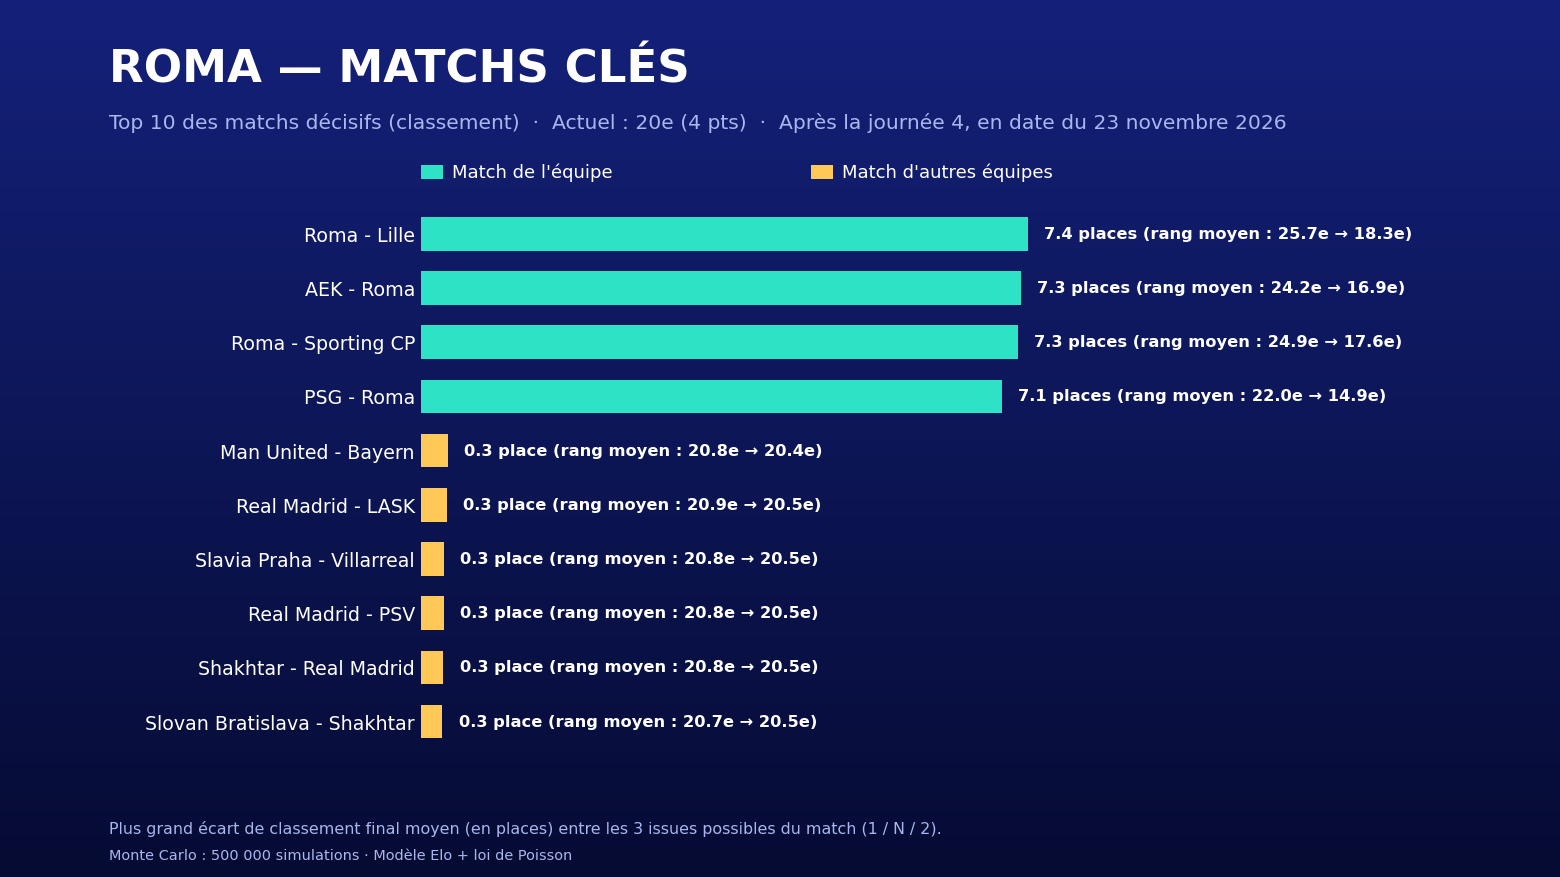 ROMA — MATCHS CLÉS
Top 10 des matchs décisifs (classement) · Actuel : 20e (4 pts) · Après la journée 4, en date du 23 novembre 2026
Match de l'équipe
Match d'autres équipes
Roma - Lille 7.4 places (rang moyen : 25.7e → 18.3e)
AEK - Roma 7.3 places (rang moyen : 24.2e → 16.9e)
Roma - Sporting CP 7.3 places (rang moyen : 24.9e → 17.6e)
PSG - Roma 7.1 places (rang moyen : 22.0e → 14.9e)
Man United - Bayern 0.3 place (rang moyen : 20.8e → 20.4e)
Real Madrid - LASK 0.3 place (rang moyen : 20.9e → 20.5e)
Slavia Praha - Villarreal 0.3 place (rang moyen : 20.8e → 20.5e)
Real Madrid - PSV 0.3 place (rang moyen : 20.8e → 20.5e)
Shakhtar - Real Madrid 0.3 place (rang moyen : 20.8e → 20.5e)
Slovan Bratislava - Shakhtar 0.3 place (rang moyen : 20.7e → 20.5e)
Plus grand écart de classement final moyen (en places) entre les 3 issues possibles du match (1 / N / 2).
Monte Carlo : 500 000 simulations · Modèle Elo + loi de Poisson